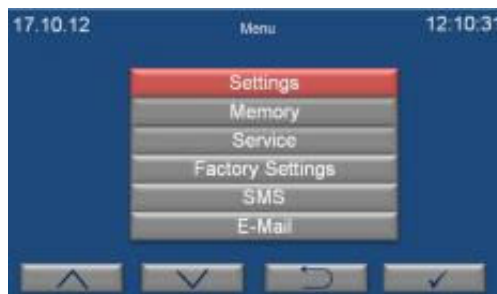 17.10.12 Menu 12:10:31
Settings
Memory
Service
Factory Settings
SMS
E-Mail